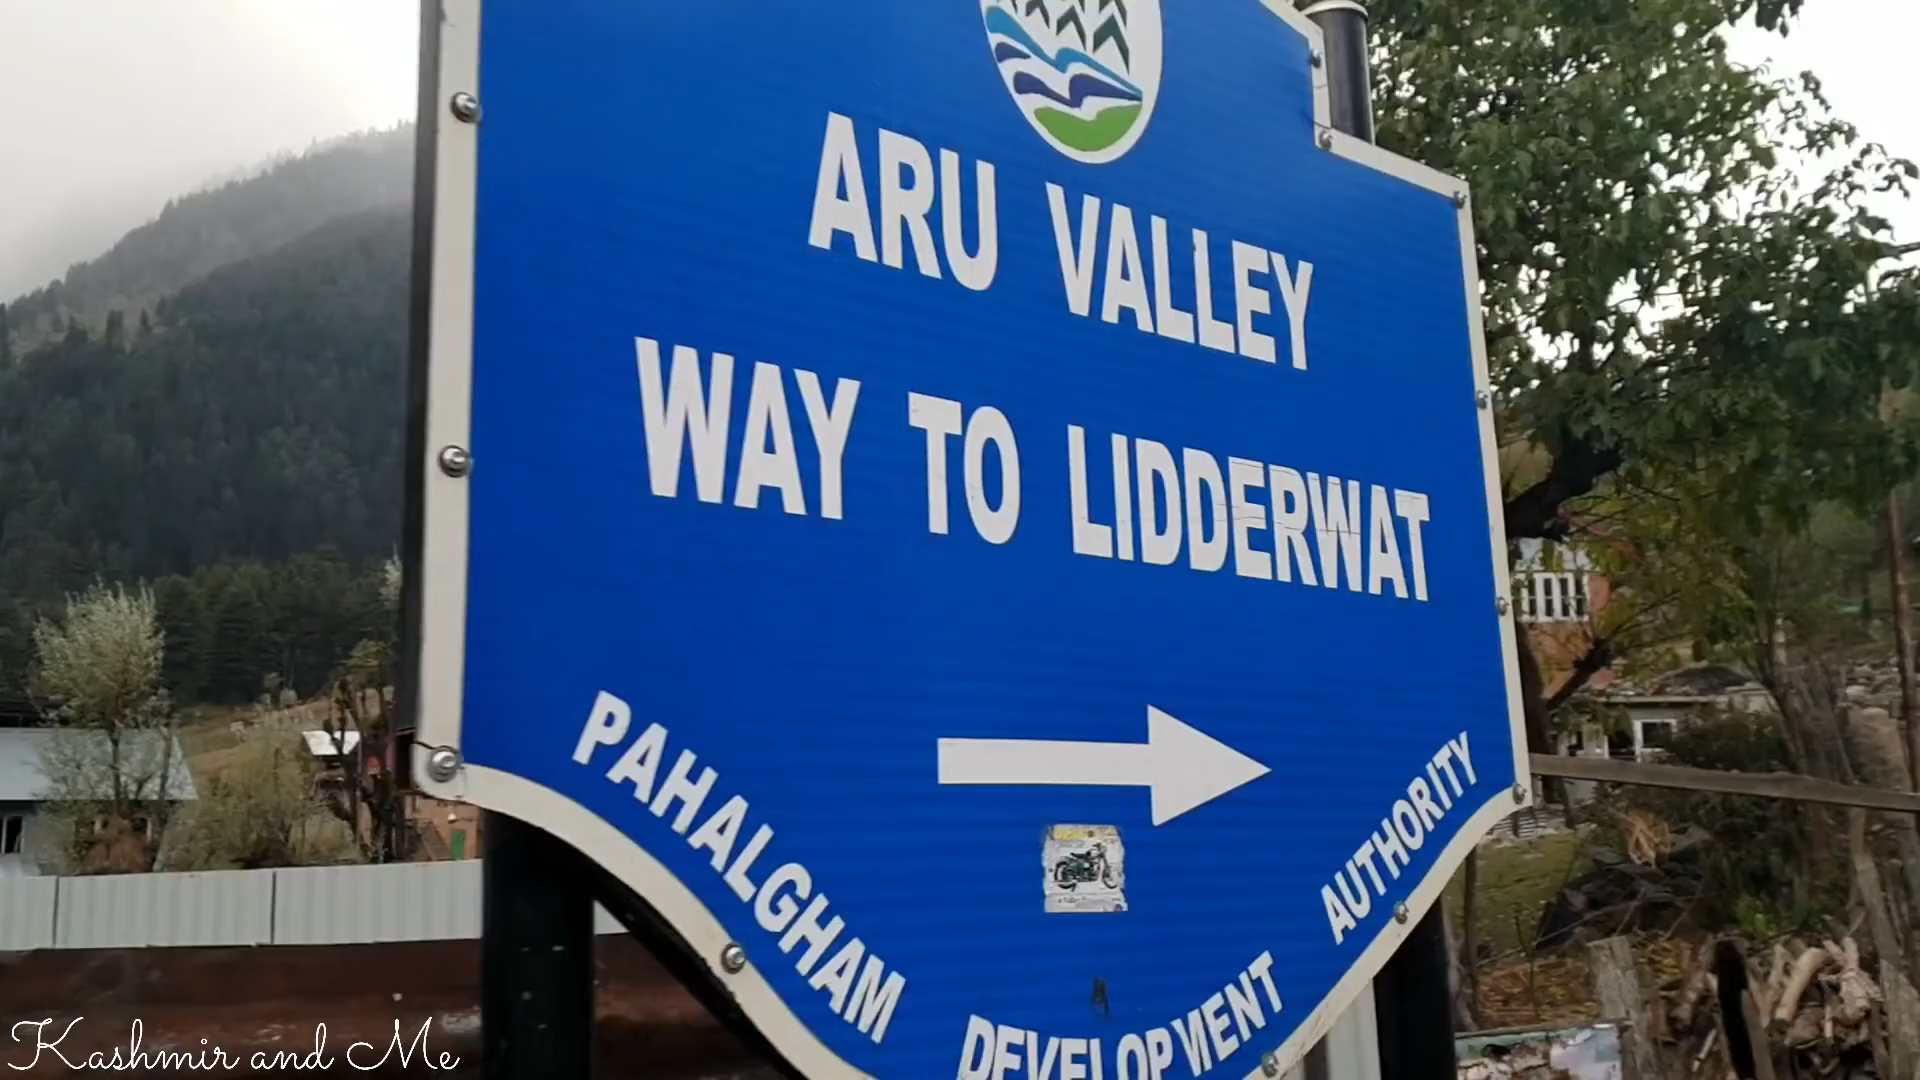 ARU VALLEY
WAY TO LIDDERWAT
PAHALGHAM DEVELOPMENT AUTHORITY
Kashmir and Me